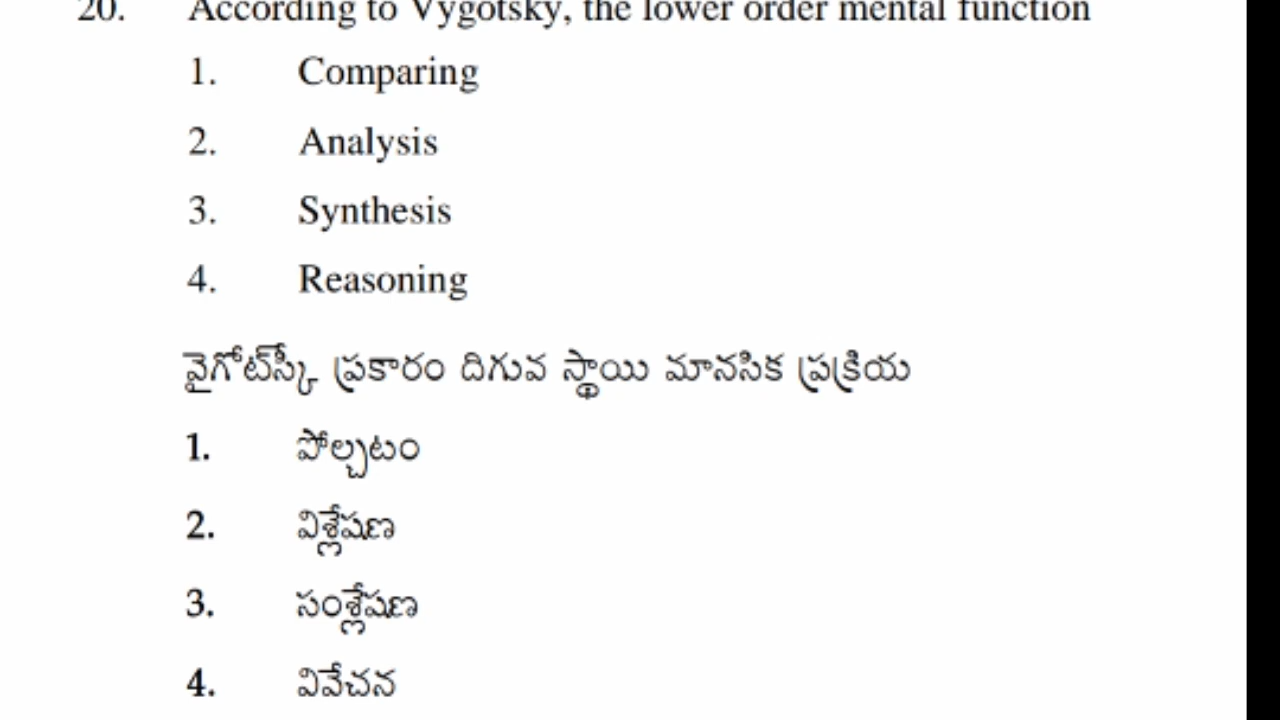 20. According to Vygotsky, the lower order mental function
1. Comparing
2. Analysis
3. Synthesis
4. Reasoning
వైగోట్‌స్కీ ప్రకారం దిగువ స్థాయి మానసిక ప్రక్రియ
1. పోల్చటం
2. విశ్లేషణ
3. సంశ్లేషణ
4. వివేచన